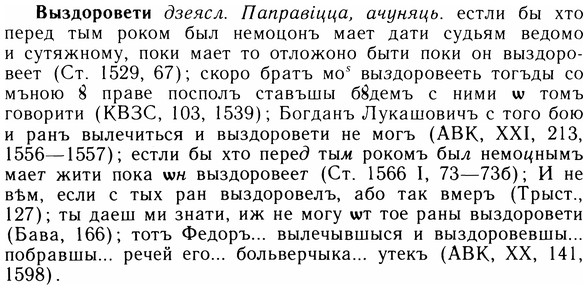 Выздоровети дзеясл. Паправіцца, ачуняць. естли бы хто
перед тым роком был немоцонъ мает дати судьям ведомо
и сутяжному, поки мает то отложоно быти поки он выздоро-
веет (Ст. 1529, 67); скоро братъ моˢ выздоровееть тогъды со
мъною ȣ праве посполъ ставъшы бȣдемъ с ними ѡ томъ
говорити (КВЗС, 103, 1539); Богданъ Лукашовичъ с того бою
и ранъ вылечиться и выздоровети не могъ (АВК, XXI, 213,
1556—1557); естли бы хто перед тым рокомъ был немоцнымъ
мает жити пока ѡн выздоровеет (Ст. 1566 I, 73—73б); И не
вѣм, если с тых ран выздоровелъ, або так вмеръ (Трыст.,
127); ты даеш ми знати, иж не могу ѡт тое раны выздоровети
(Бава, 166); тотъ Федоръ... вылечывшыся и выздоровевшы...
побравшы... речей его... больверчыка... утекъ (АВК, XX, 141,
1598).